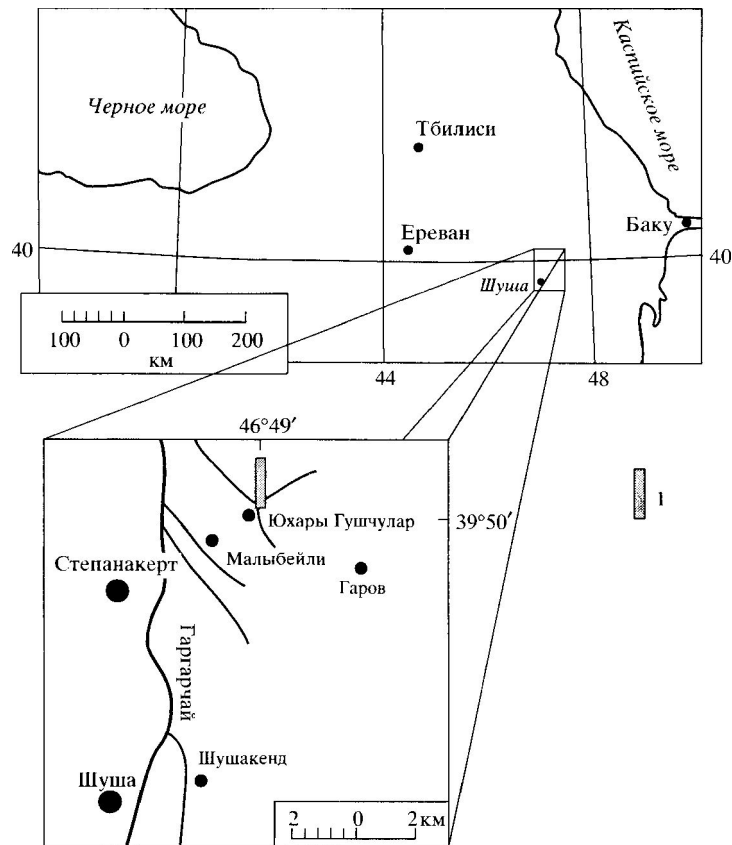 Черное море
Каспийское море
Тбилиси
Баку
Ереван
40
40
Шуша
100 0 100 200
км
44
48
46°49′
1
Юхары Гушчулар
39°50′
Малыбейли
Степанакерт
Гаров
Гаргарчай
Шушакенд
Шуша
2 0 2 км